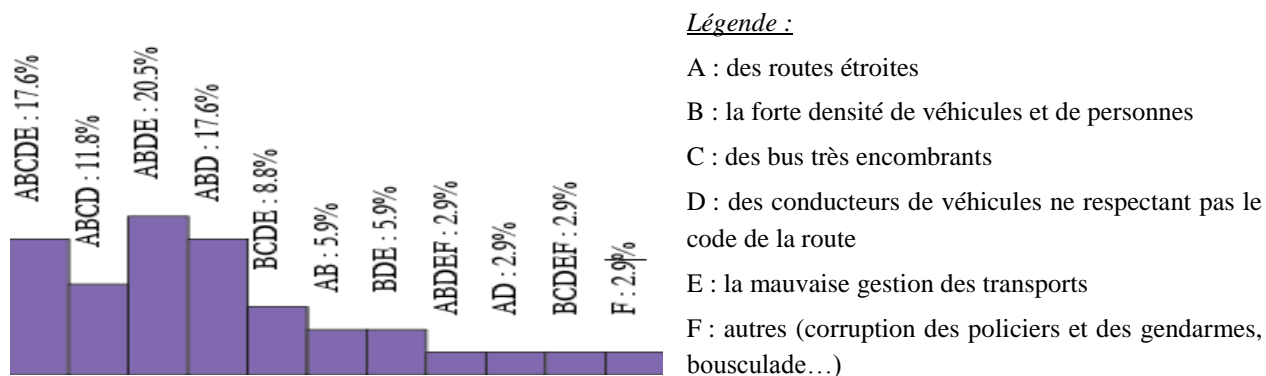 ABCDE : 17.6%
ABCD : 11.8%
ABDE : 20.5%
ABD : 17.6%
BCDE : 8.8%
AB : 5.9%
BDE : 5.9%
ABDEF : 2.9%
AD : 2.9%
BCDEF : 2.9%
F : 2.9%
Légende :
A : des routes étroites
B : la forte densité de véhicules et de personnes
C : des bus très encombrants
D : des conducteurs de véhicules ne respectant pas le
code de la route
E : la mauvaise gestion des transports
F : autres (corruption des policiers et des gendarmes,
bousculade…)